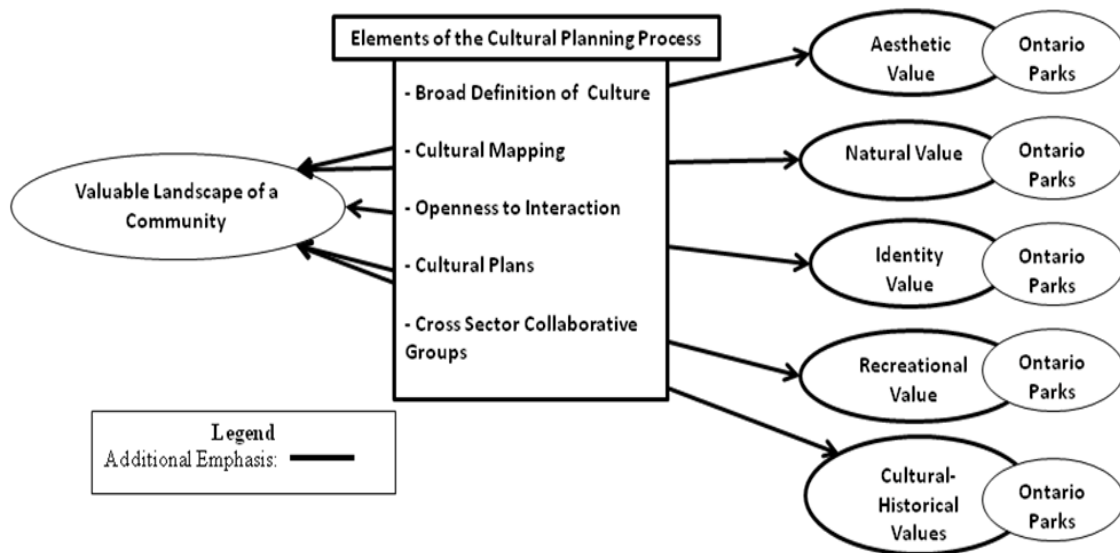 Elements of the Cultural Planning Process
- Broad Definition of Culture
- Cultural Mapping
- Openness to Interaction
- Cultural Plans
- Cross Sector Collaborative
Groups
Valuable Landscape of a
Community
Aesthetic
Value
Ontario
Parks
Natural Value
Ontario
Parks
Identity
Value
Ontario
Parks
Recreational
Value
Ontario
Parks
Cultural-
Historical
Values
Ontario
Parks
Legend
Additional Emphasis: